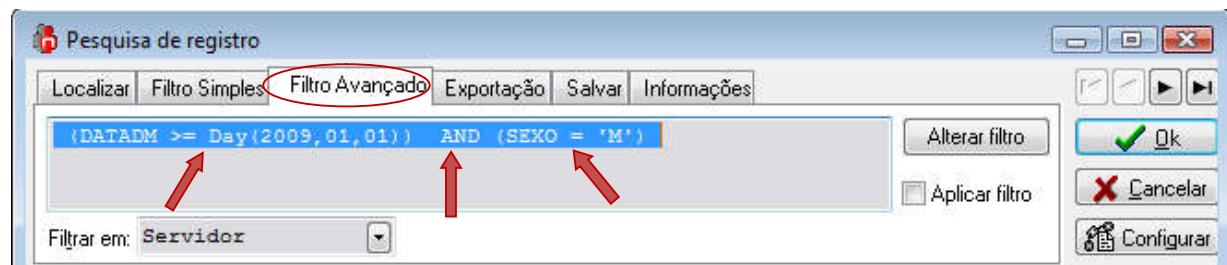 Pesquisa de registro
Localizar Filtro Simples Filtro Avançado Exportação Salvar Informações
(DATADM >= Day(2009,01,01)) AND (SEXO = 'M')
Alterar filtro
Ok
Aplicar filtro
Cancelar
Filtrar em: Servidor
Configurar